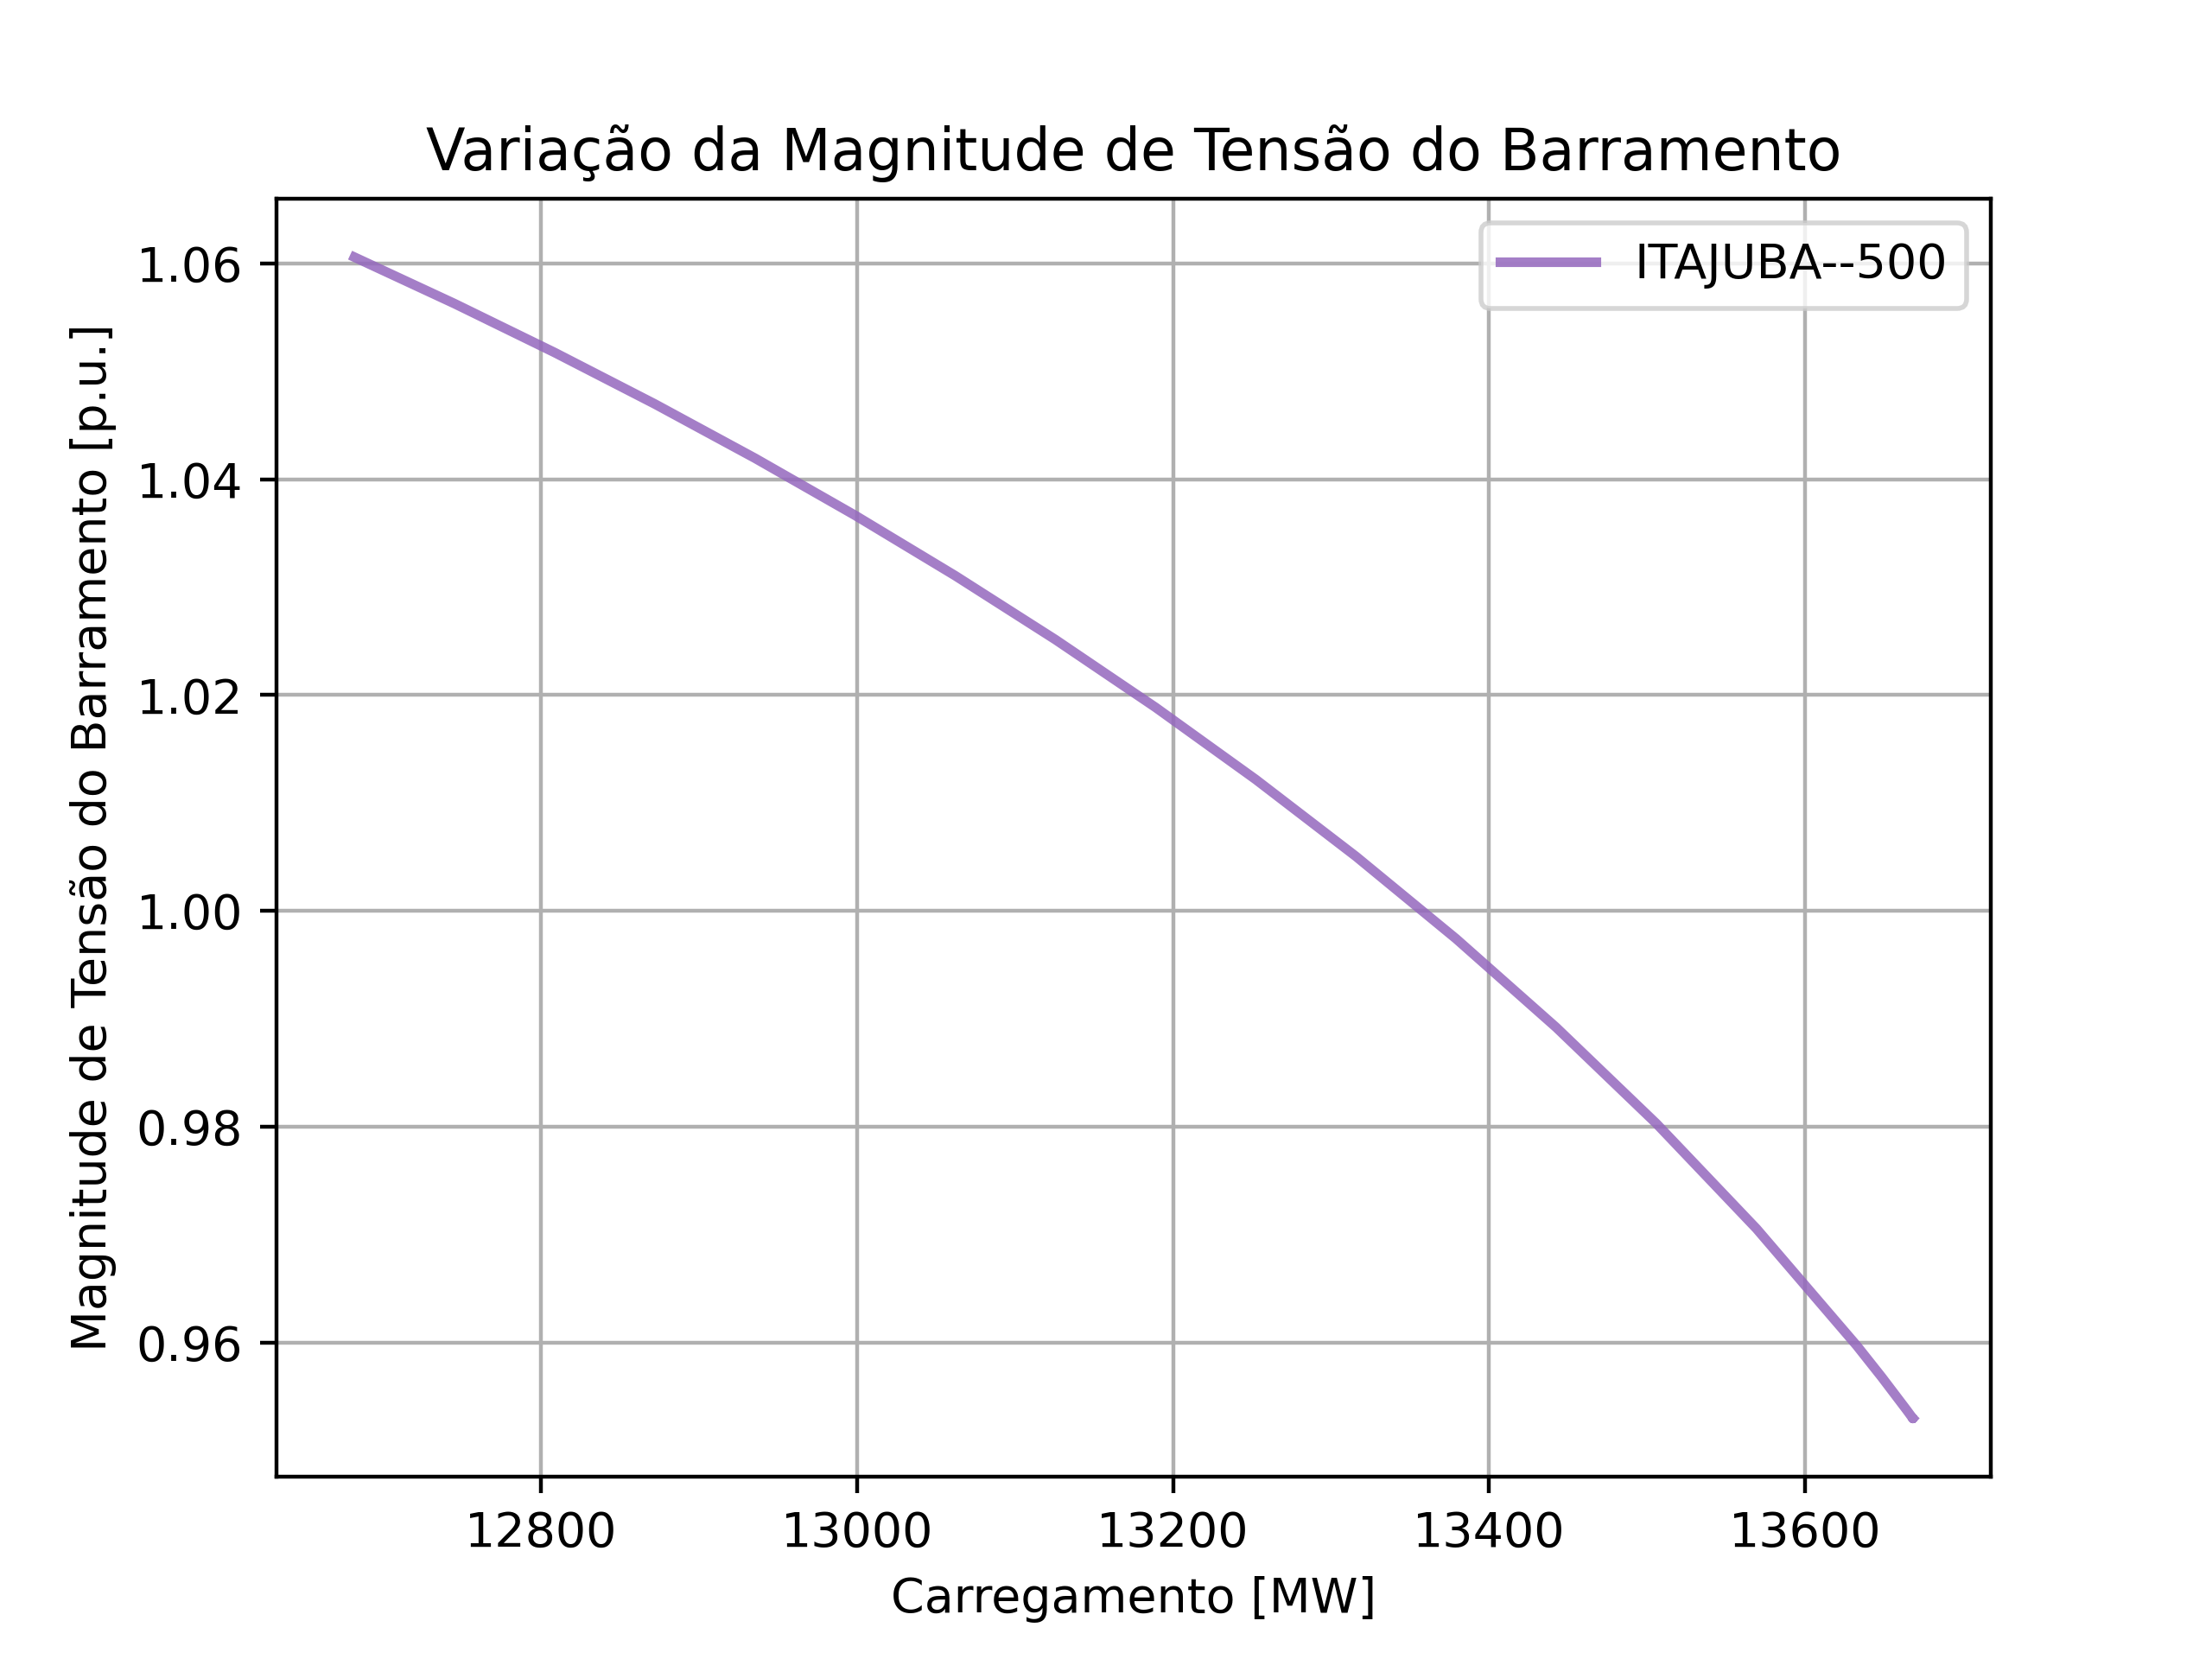 Variação da Magnitude de Tensão do Barramento
ITAJUBA--500
Magnitude de Tensão do Barramento [p.u.]
1.06
1.04
1.02
1.00
0.98
0.96
12800 13000 13200 13400 13600
Carregamento [MW]